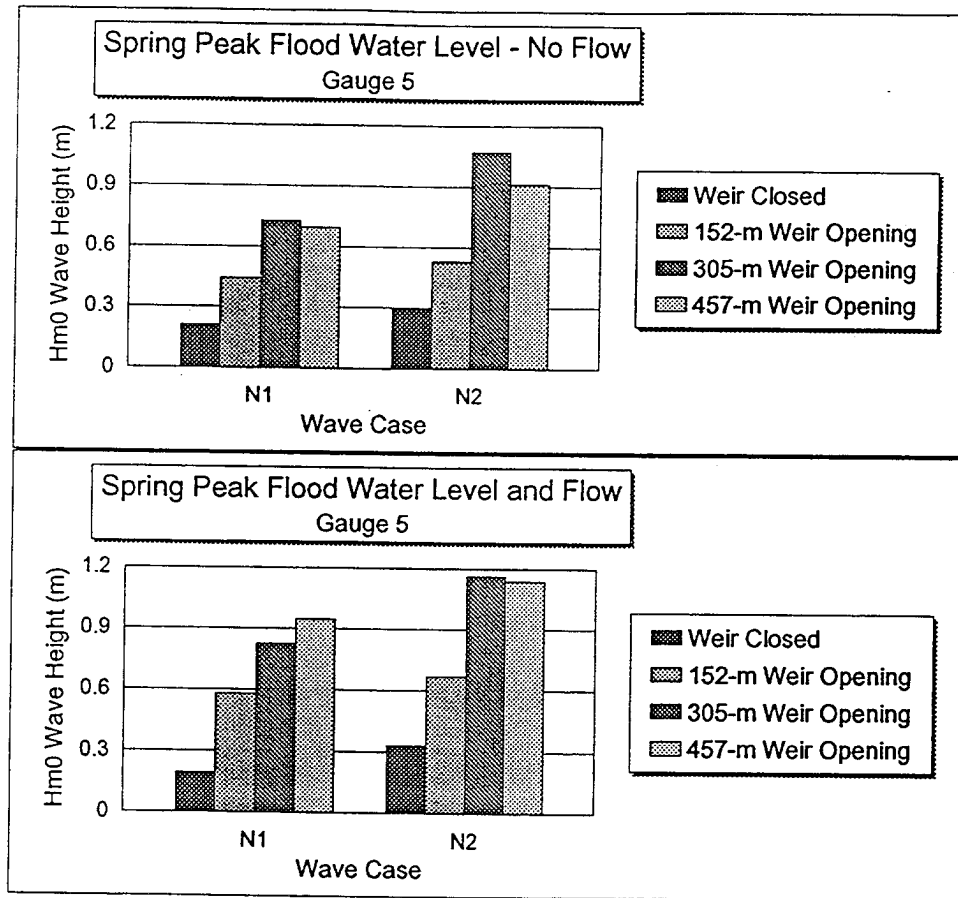 Spring Peak Flood Water Level - No Flow
Gauge 5
Hm0 Wave Height (m)
1.2
0.9
0.6
0.3
0
N1 N2
Wave Case
Weir Closed
152-m Weir Opening
305-m Weir Opening
457-m Weir Opening
Spring Peak Flood Water Level and Flow
Gauge 5
Hm0 Wave Height (m)
1.2
0.9
0.6
0.3
0
N1 N2
Wave Case
Weir Closed
152-m Weir Opening
305-m Weir Opening
457-m Weir Opening